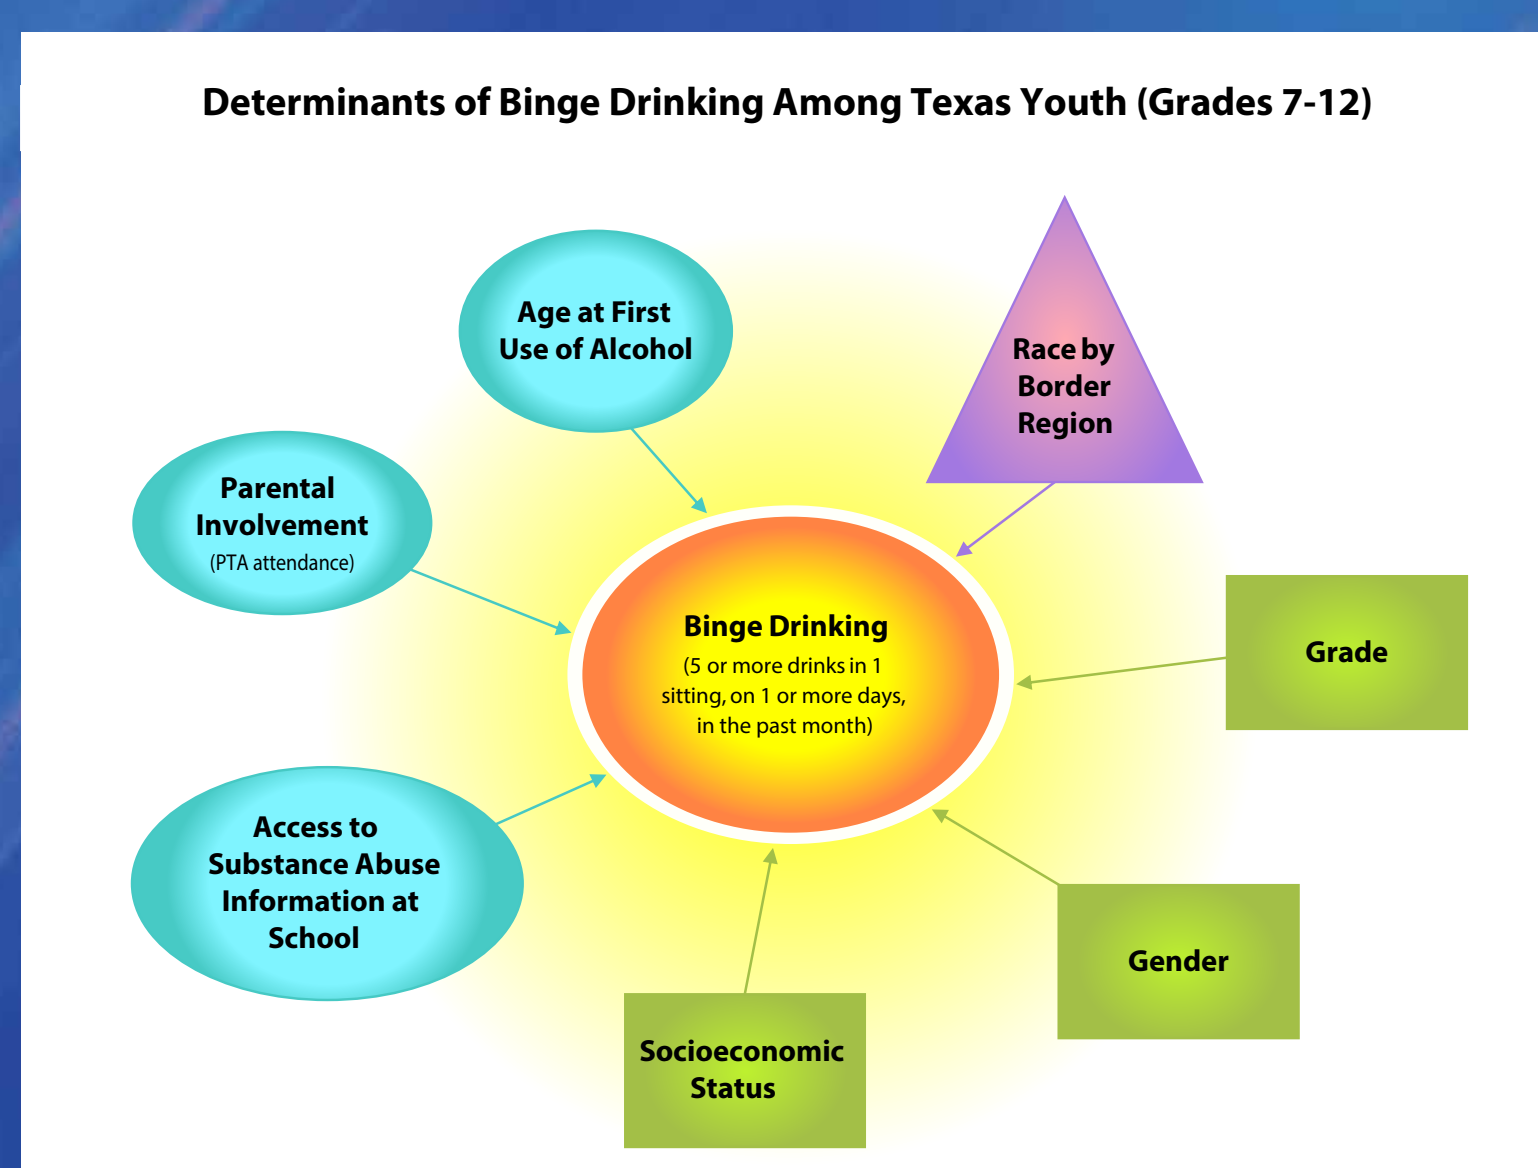 Determinants of Binge Drinking Among Texas Youth (Grades 7-12)
Age at First
Use of Alcohol
Race by
Border
Region
Parental
Involvement
(PTA attendance)
Binge Drinking
(5 or more drinks in 1
sitting, on 1 or more days,
in the past month)
Grade
Access to
Substance Abuse
Information at
School
Gender
Socioeconomic
Status